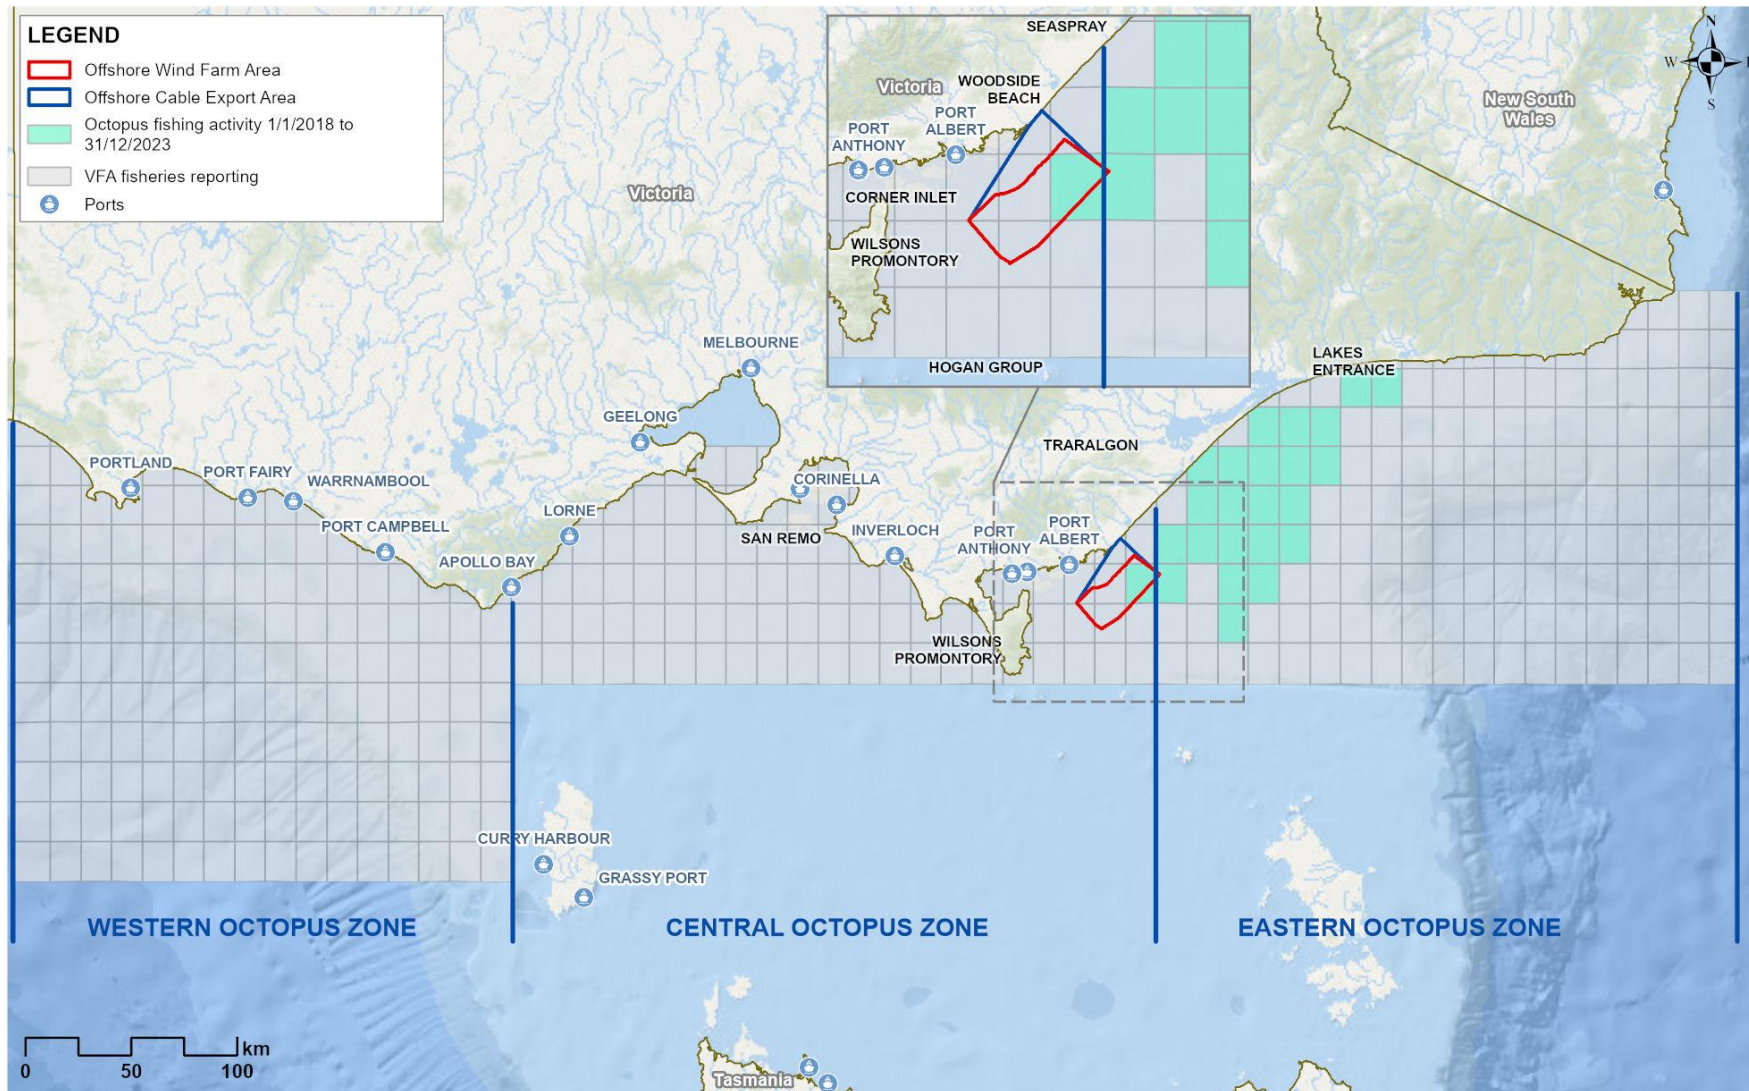 LEGEND
Offshore Wind Farm Area
Offshore Cable Export Area
Octopus fishing activity 1/1/2018 to
31/12/2023
VFA fisheries reporting
Ports
SEASPRAY
Victoria
WOODSIDE
BEACH
PORT
ALBERT
PORT
ANTHONY
CORNER INLET
WILSONS
PROMONTORY
HOGAN GROUP
N
W
S
New South
Wales
Victoria
MELBOURNE
GEELONG
LAKES
ENTRANCE
TRARALGON
PORTLAND
PORT FAIRY
WARRNAMBOOL
PORT CAMPBELL
APOLLO BAY
LORNE
CORINELLA
SAN REMO
INVERLOCH
PORT
ANTHONY
PORT
ALBERT
WILSONS
PROMONTORY
CURRY HARBOUR
GRASSY PORT
WESTERN OCTOPUS ZONE
CENTRAL OCTOPUS ZONE
EASTERN OCTOPUS ZONE
km
0 50 100
Tasmania